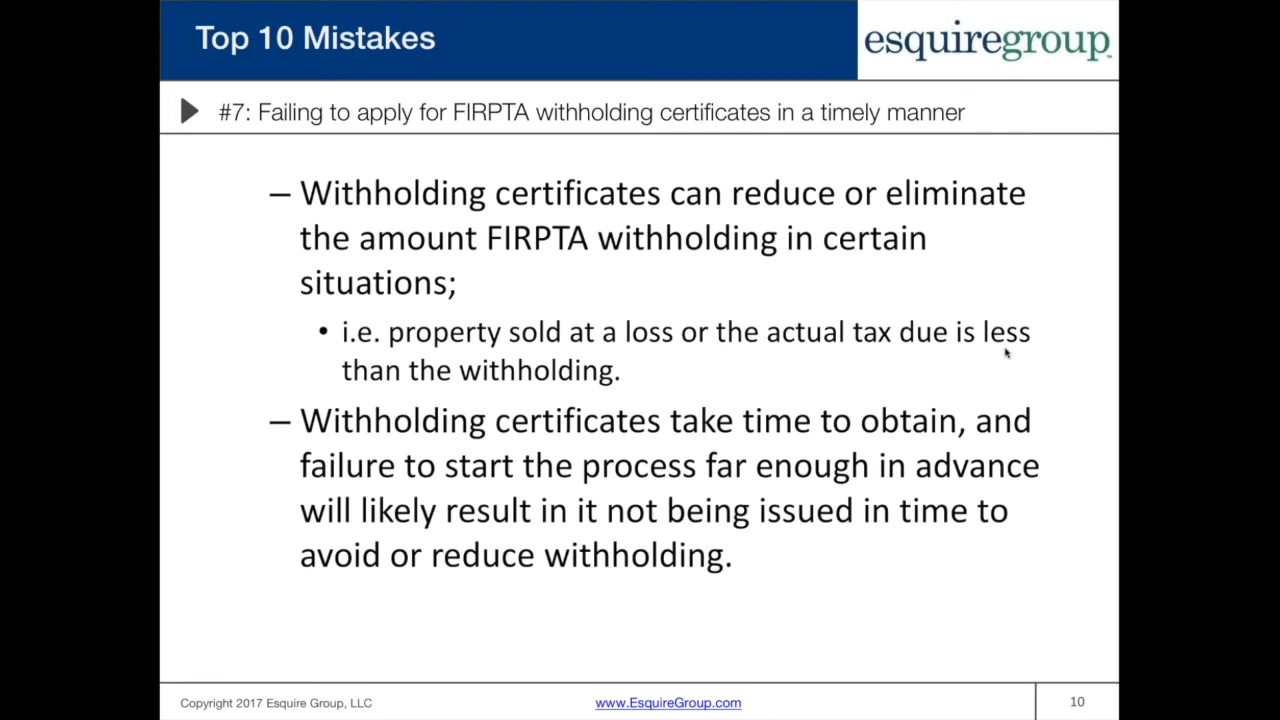 Top 10 Mistakes
esquiregroup™
#7: Failing to apply for FIRPTA withholding certificates in a timely manner
– Withholding certificates can reduce or eliminate
the amount FIRPTA withholding in certain
situations;
• i.e. property sold at a loss or the actual tax due is less
than the withholding.
– Withholding certificates take time to obtain, and
failure to start the process far enough in advance
will likely result in it not being issued in time to
avoid or reduce withholding.
Copyright 2017 Esquire Group, LLC
www.EsquireGroup.com
10